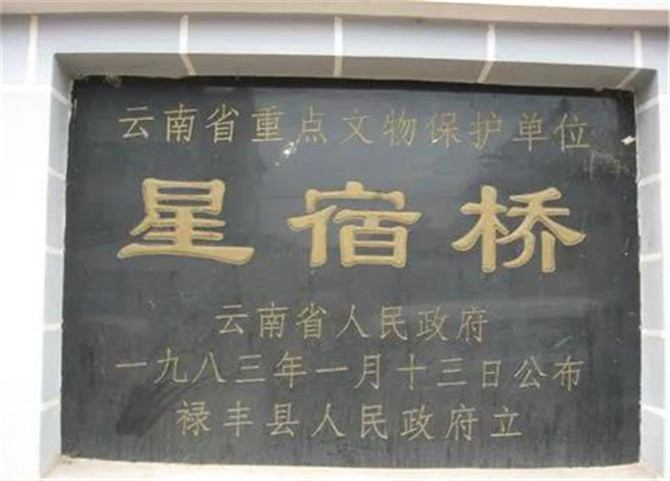 云南省重点文物保护单位
星宿桥
云南省人民政府
一九八三年一月十三日公布
禄丰县人民政府立